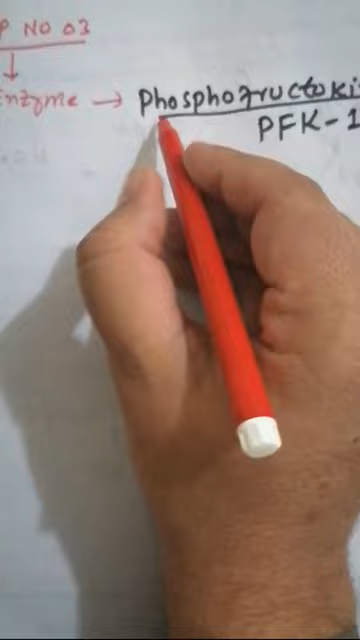 P NO 03
Enzyme → Phosphofructoki
PFK-1